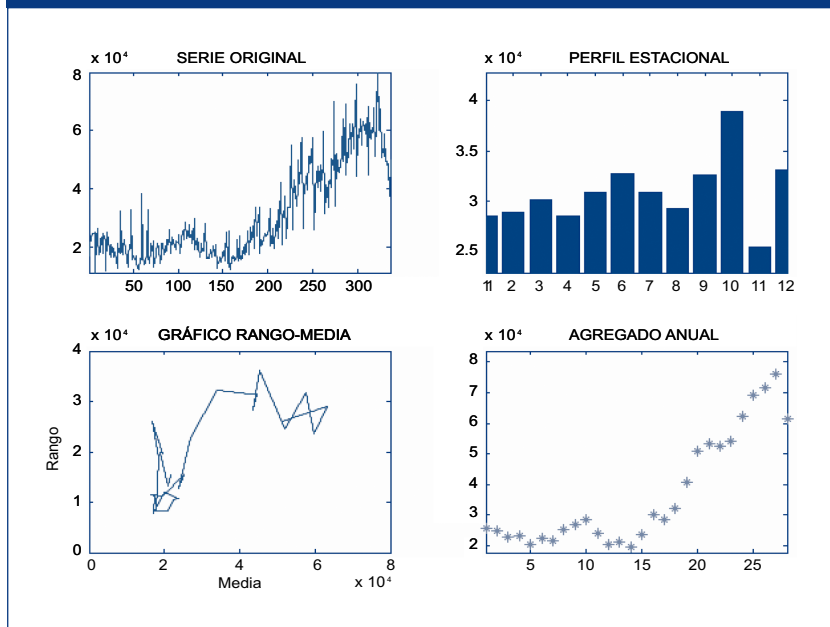 x 10⁴ SERIE ORIGINAL
8
6
4
2
50 100 150 200 250 300
x 10⁴ PERFIL ESTACIONAL
4
3.5
3
2.5
1 1 2 3 4 5 6 7 8 9 10 11 12
x 10⁴ GRÁFICO RANGO-MEDIA
4
3
2
1
0
Rango
0 2 4 6 8
Media x 10⁴
x 10⁴ AGREGADO ANUAL
8
7
6
5
4
3
2
5 10 15 20 25